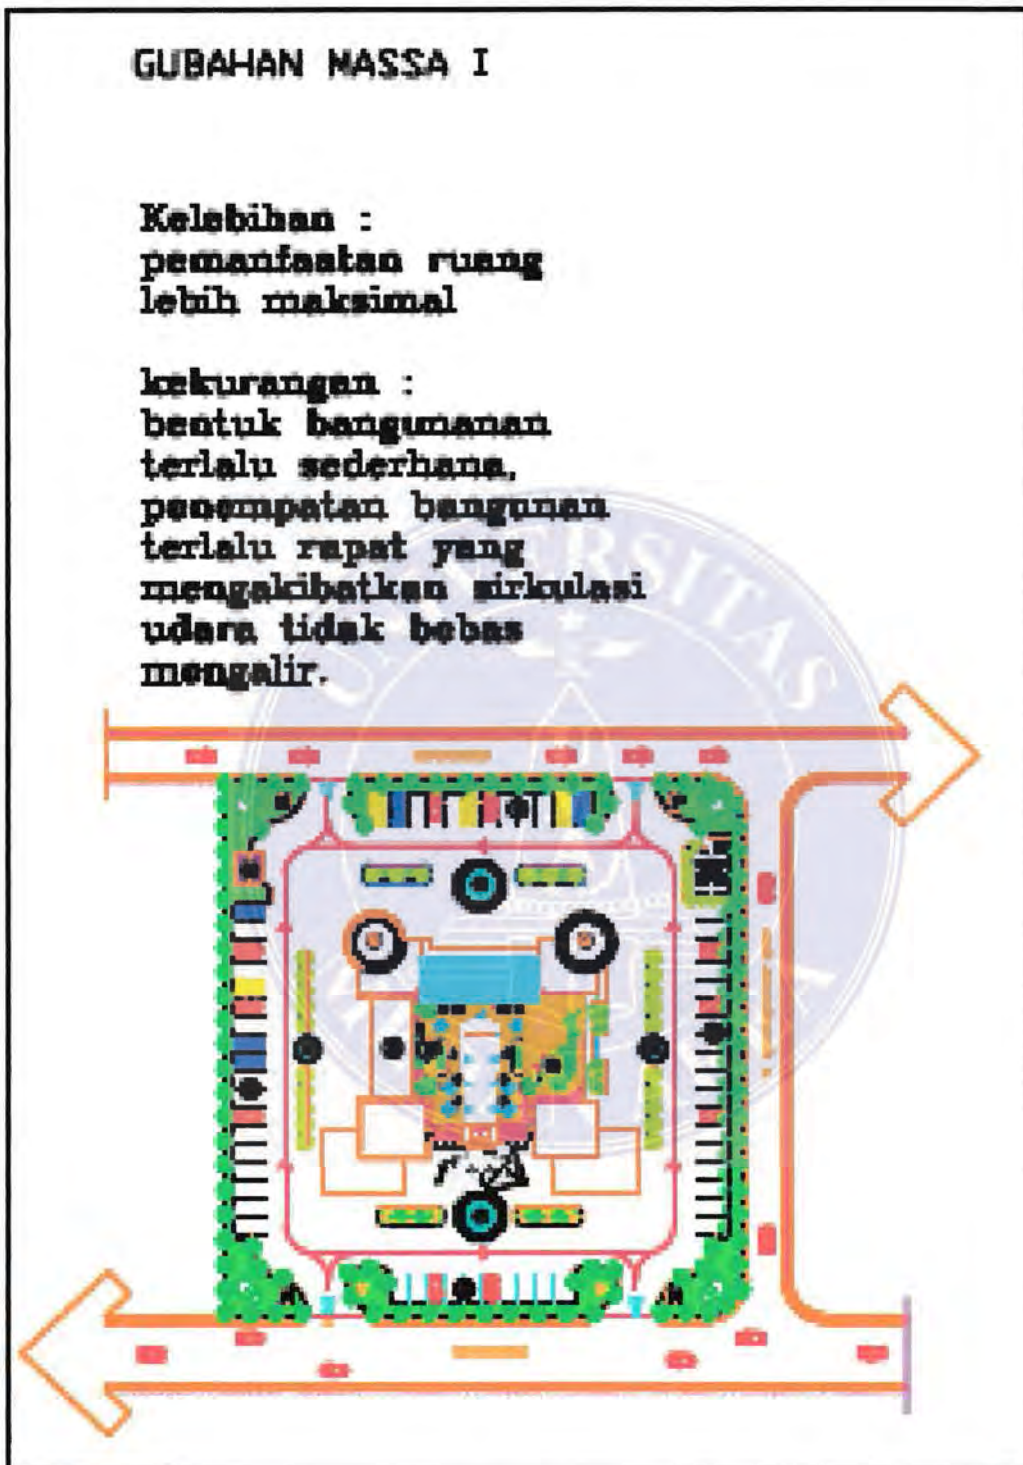 GUBAHAN MASSA I
Kelebihan :
pemanfaatan ruang
lebih maksimal
kekurangan :
bentuk bangunanan
terlalu sederhana,
penempatan bangunan
terlalu rapat yang
mengakibatkan sirkulasi
udara tidak bebas
mengalir.
UNIVERSITAS